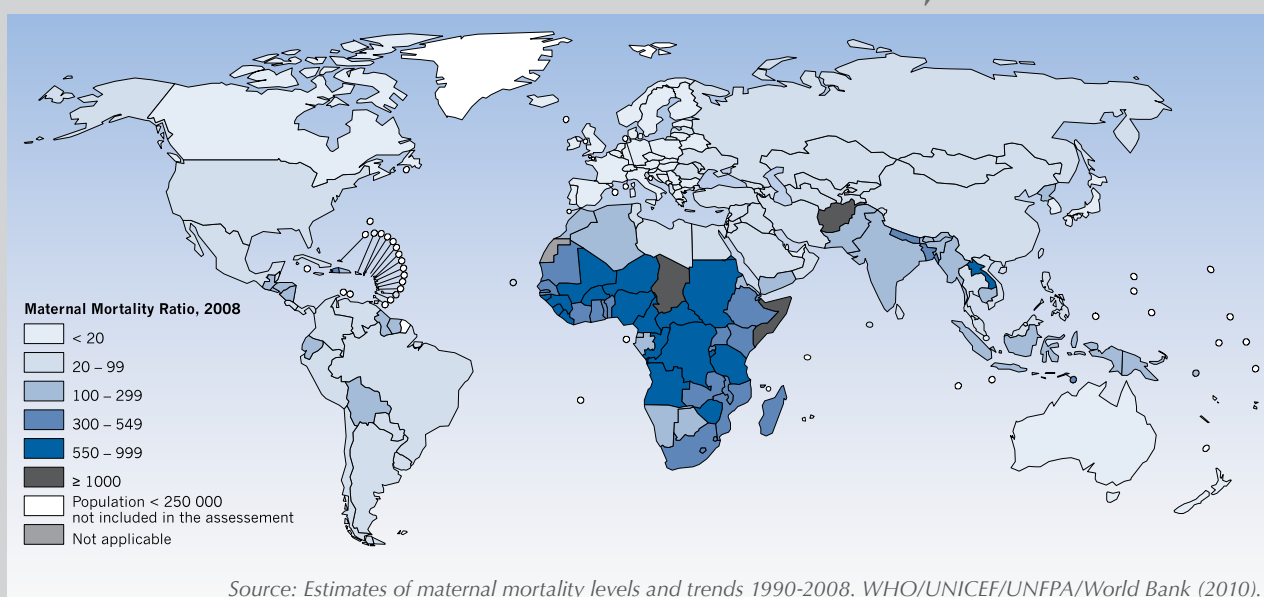 Maternal Mortality Ratio, 2008
< 20
20 – 99
100 – 299
300 – 549
550 – 999
≥ 1000
Population < 250 000
not included in the assessement
Not applicable
Source: Estimates of maternal mortality levels and trends 1990-2008. WHO/UNICEF/UNFPA/World Bank (2010).